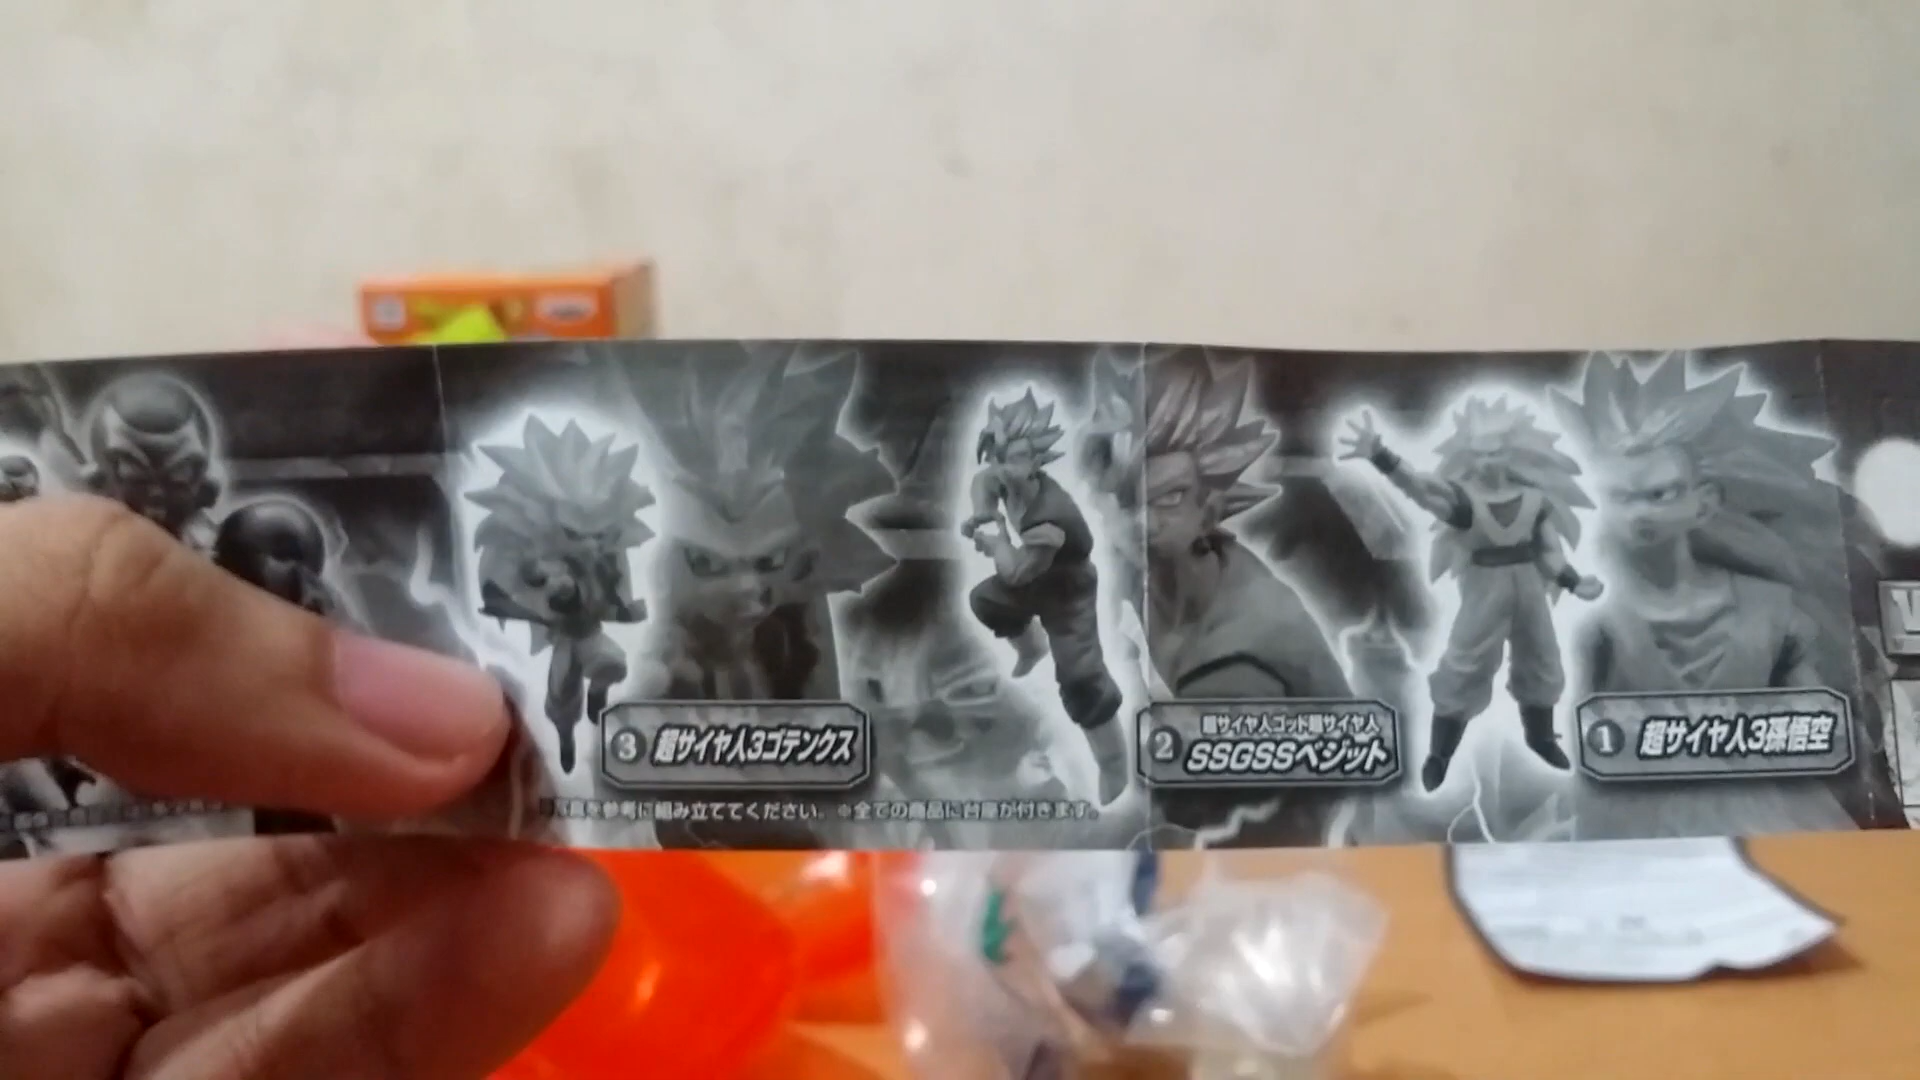 3 超サイヤ人3ゴテンクス
超サイヤ人ゴッド超サイヤ人
2 SSGSSベジット
1 超サイヤ人3孫悟空
写真を参考に組み立ててください。※全ての商品に台座が付きます。